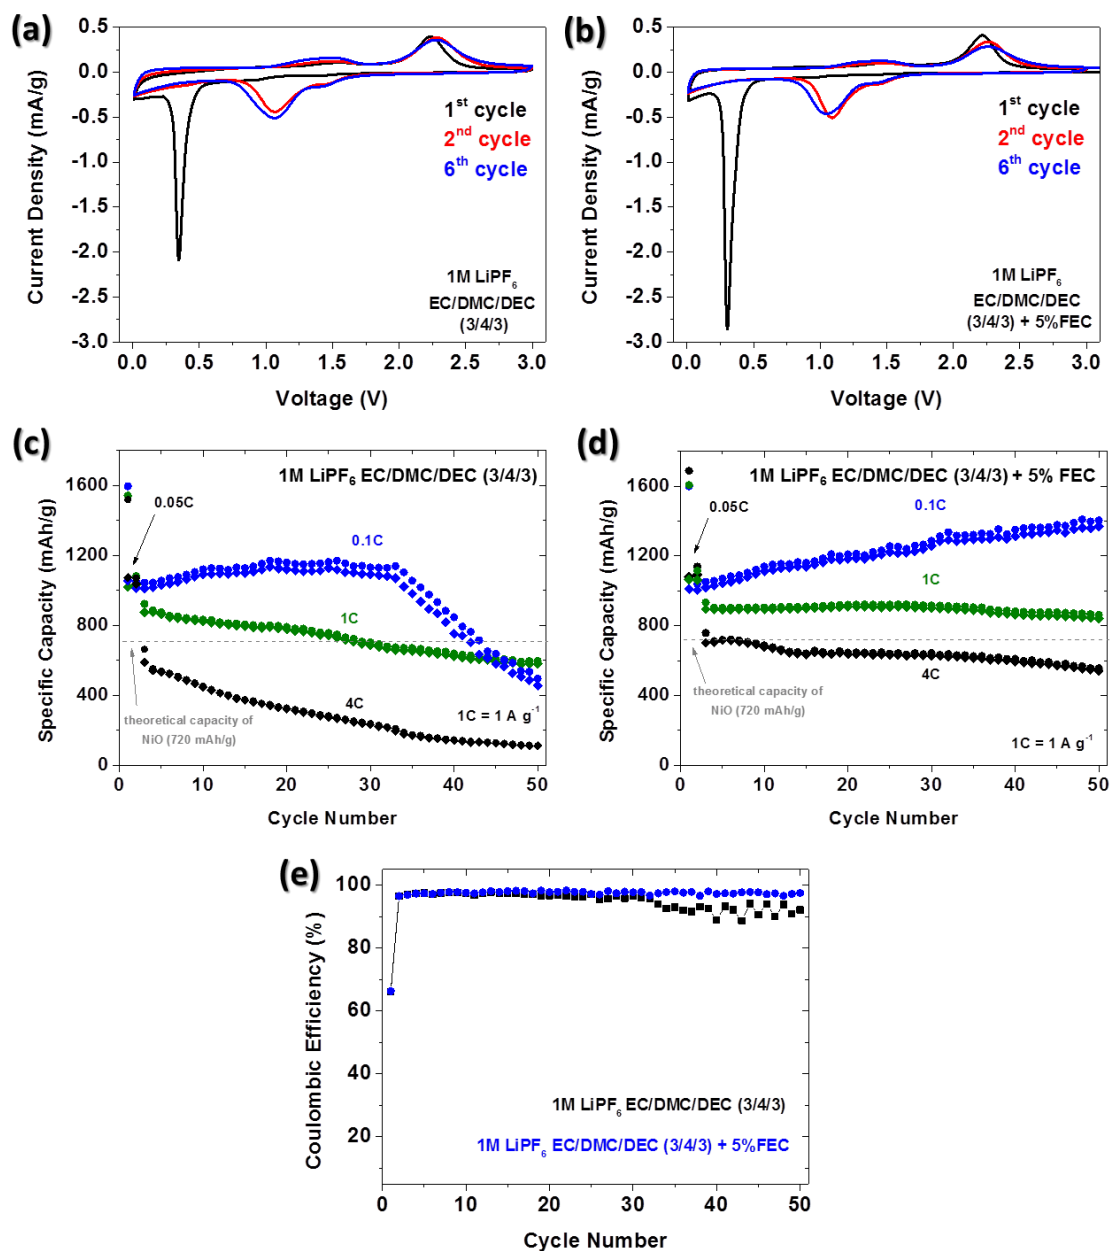 (a)
0.5
0.0
-0.5
-1.0
-1.5
-2.0
-2.5
-3.0
Current Density (mA/g)
1st cycle
2nd cycle
6th cycle
1M LiPF6
EC/DMC/DEC
(3/4/3)
0.0 0.5 1.0 1.5 2.0 2.5 3.0
Voltage (V)
(b)
0.5
0.0
-0.5
-1.0
-1.5
-2.0
-2.5
-3.0
Current Density (mA/g)
1st cycle
2nd cycle
6th cycle
1M LiPF6
EC/DMC/DEC
(3/4/3) + 5%FEC
0.0 0.5 1.0 1.5 2.0 2.5 3.0
Voltage (V)
(c)
1600
1200
800
400
0
Specific Capacity (mAh/g)
1M LiPF6 EC/DMC/DEC (3/4/3)
0.05C
0.1C
1C
4C
theoretical capacity of
NiO (720 mAh/g)
1C = 1 A g-1
0 10 20 30 40 50
Cycle Number
(d)
1600
1200
800
400
0
Specific Capacity (mAh/g)
1M LiPF6 EC/DMC/DEC (3/4/3) + 5% FEC
0.05C
0.1C
1C
4C
theoretical capacity of
NiO (720 mAh/g)
1C = 1 A g-1
0 10 20 30 40 50
Cycle Number
(e)
100
80
60
40
20
Coulombic Efficiency (%)
1M LiPF6 EC/DMC/DEC (3/4/3)
1M LiPF6 EC/DMC/DEC (3/4/3) + 5%FEC
0 10 20 30 40 50
Cycle Number